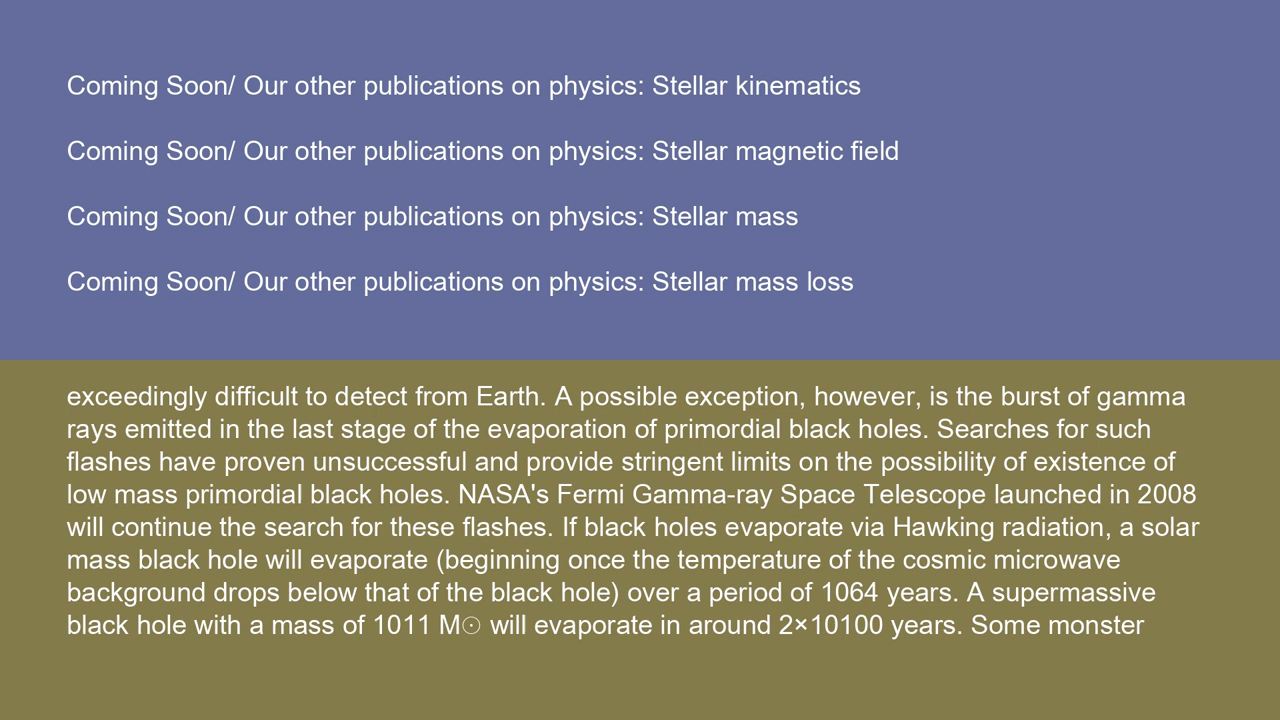 Coming Soon/ Our other publications on physics: Stellar kinematics
Coming Soon/ Our other publications on physics: Stellar magnetic field
Coming Soon/ Our other publications on physics: Stellar mass
Coming Soon/ Our other publications on physics: Stellar mass loss
exceedingly difficult to detect from Earth. A possible exception, however, is the burst of gamma
rays emitted in the last stage of the evaporation of primordial black holes. Searches for such
flashes have proven unsuccessful and provide stringent limits on the possibility of existence of
low mass primordial black holes. NASA's Fermi Gamma-ray Space Telescope launched in 2008
will continue the search for these flashes. If black holes evaporate via Hawking radiation, a solar
mass black hole will evaporate (beginning once the temperature of the cosmic microwave
background drops below that of the black hole) over a period of 1064 years. A supermassive
black hole with a mass of 1011 M☉ will evaporate in around 2×10100 years. Some monster